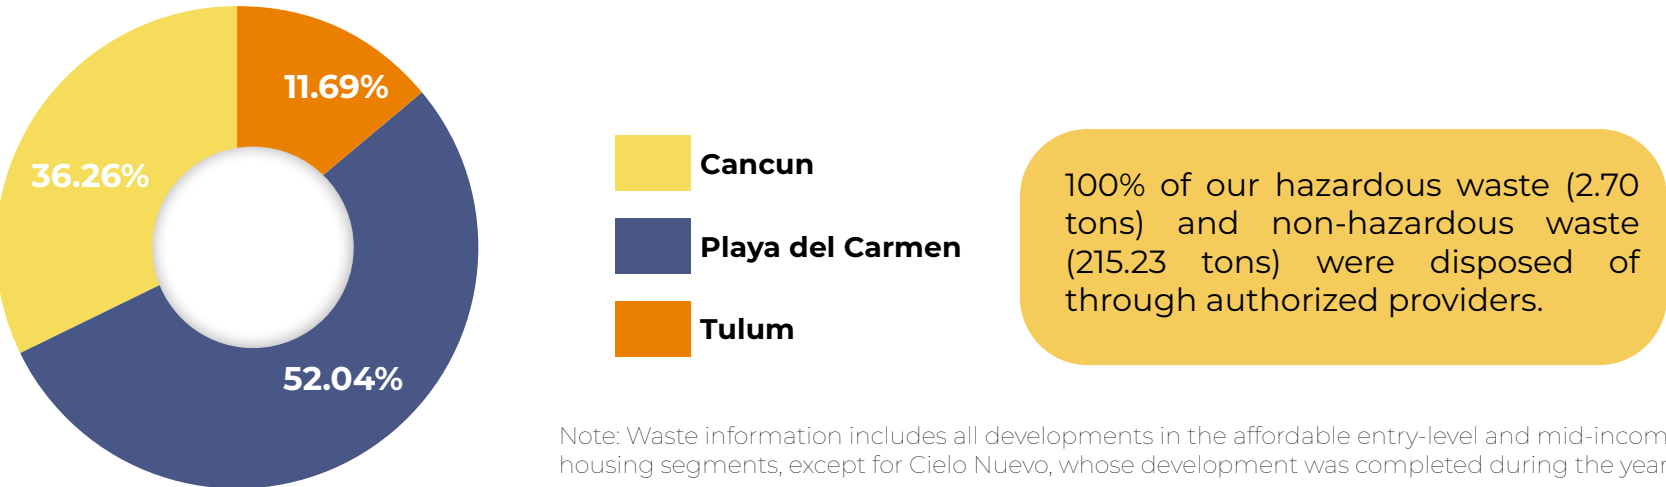 11.69%
36.26%
52.04%
Cancun
Playa del Carmen
Tulum
100% of our hazardous waste (2.70
tons) and non-hazardous waste
(215.23 tons) were disposed of
through authorized providers.
Note: Waste information includes all developments in the affordable entry-level and mid-incom
housing segments, except for Cielo Nuevo, whose development was completed during the year